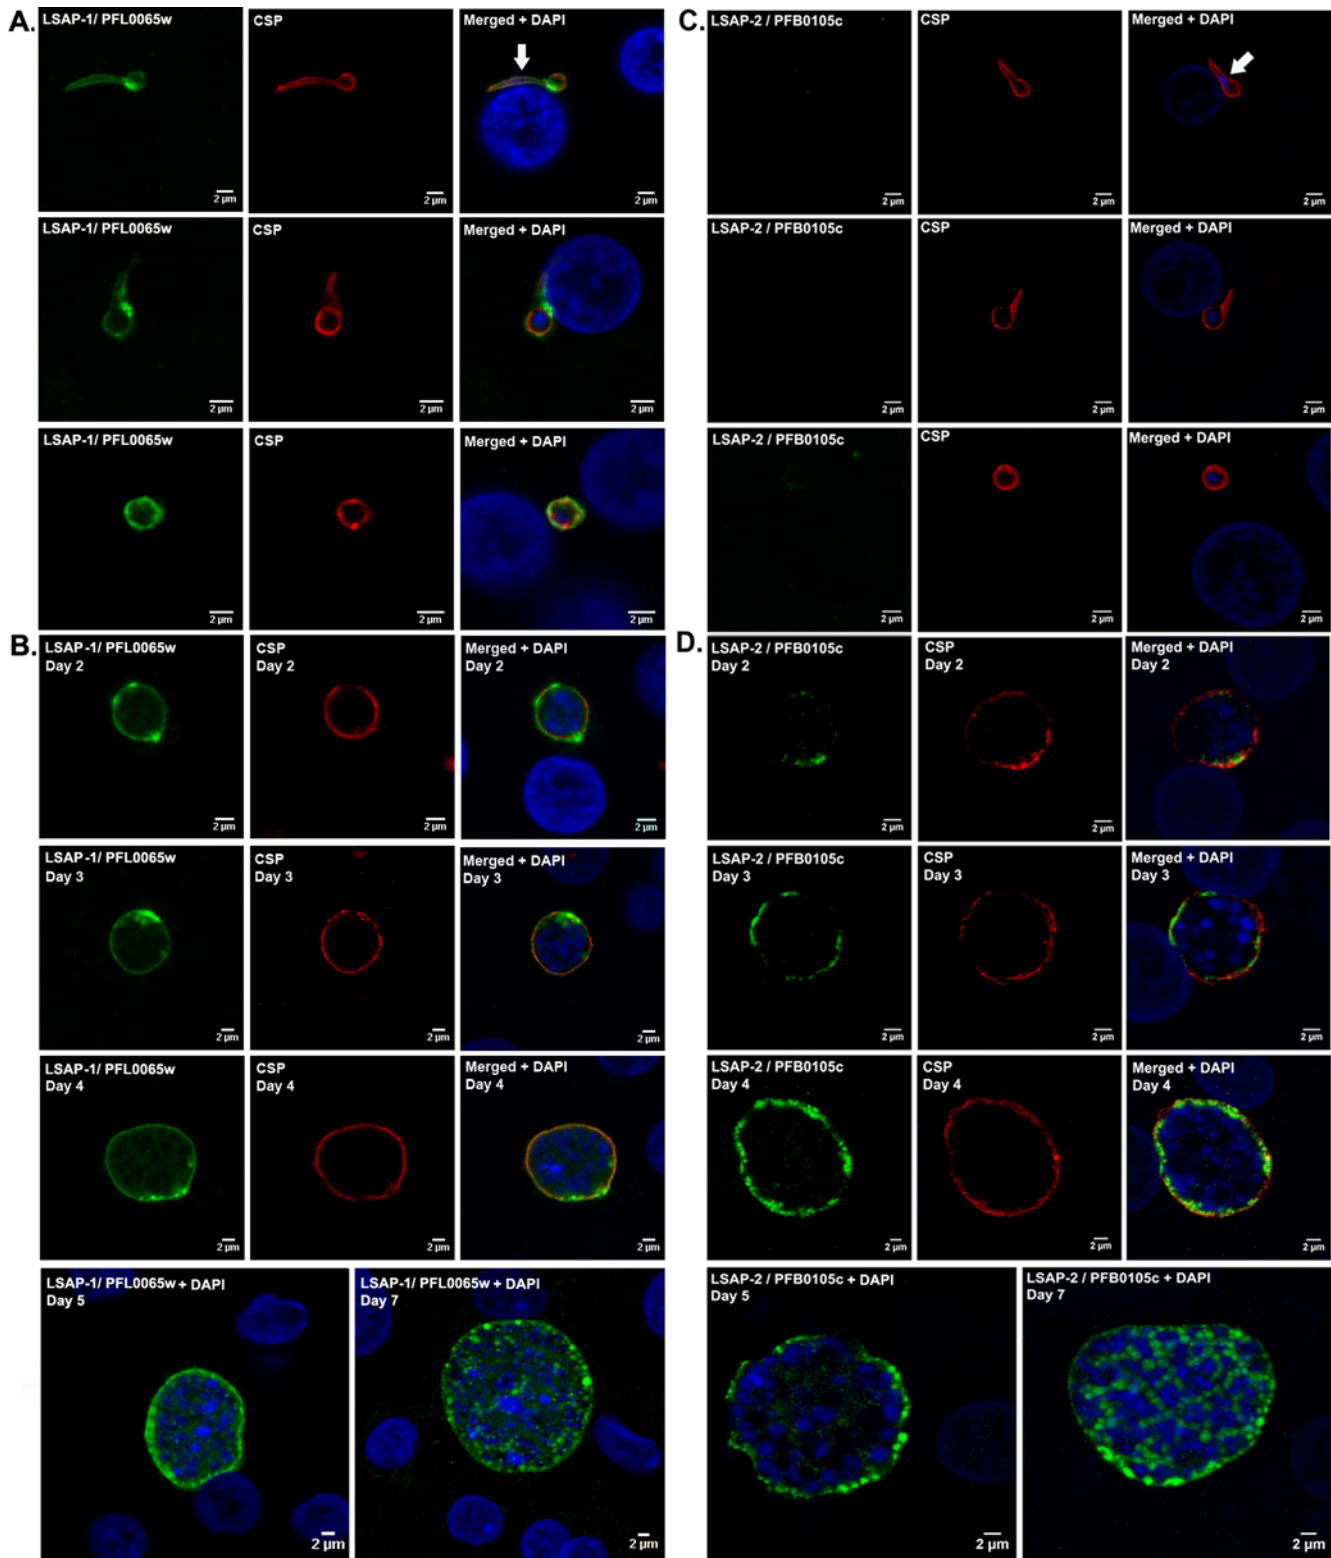 A.
LSAP-1/ PFL0065w
CSP
Merged + DAPI
2 µm
2 µm
2 µm
LSAP-1/ PFL0065w
CSP
Merged + DAPI
2 µm
2 µm
2 µm
LSAP-1/ PFL0065w
CSP
Merged + DAPI
2 µm
2 µm
2 µm
B.
LSAP-1/ PFL0065w
Day 2
CSP
Day 2
Merged + DAPI
Day 2
2 µm
2 µm
2 µm
LSAP-1/ PFL0065w
Day 3
CSP
Day 3
Merged + DAPI
Day 3
2 µm
2 µm
2 µm
LSAP-1/ PFL0065w
Day 4
CSP
Day 4
Merged + DAPI
Day 4
2 µm
2 µm
2 µm
LSAP-1/ PFL0065w + DAPI
Day 5
2 µm
LSAP-1/ PFL0065w + DAPI
Day 7
2 µm
C.
LSAP-2 / PFB0105c
CSP
Merged + DAPI
2 µm
2 µm
2 µm
LSAP-2 / PFB0105c
CSP
Merged + DAPI
2 µm
2 µm
2 µm
LSAP-2 / PFB0105c
CSP
Merged + DAPI
2 µm
2 µm
2 µm
D.
LSAP-2 / PFB0105c
Day 2
CSP
Day 2
Merged + DAPI
Day 2
2 µm
2 µm
2 µm
LSAP-2 / PFB0105c
Day 3
CSP
Day 3
Merged + DAPI
Day 3
2 µm
2 µm
2 µm
LSAP-2 / PFB0105c
Day 4
CSP
Day 4
Merged + DAPI
Day 4
2 µm
2 µm
2 µm
LSAP-2 / PFB0105c + DAPI
Day 5
2 µm
LSAP-2 / PFB0105c + DAPI
Day 7
2 µm